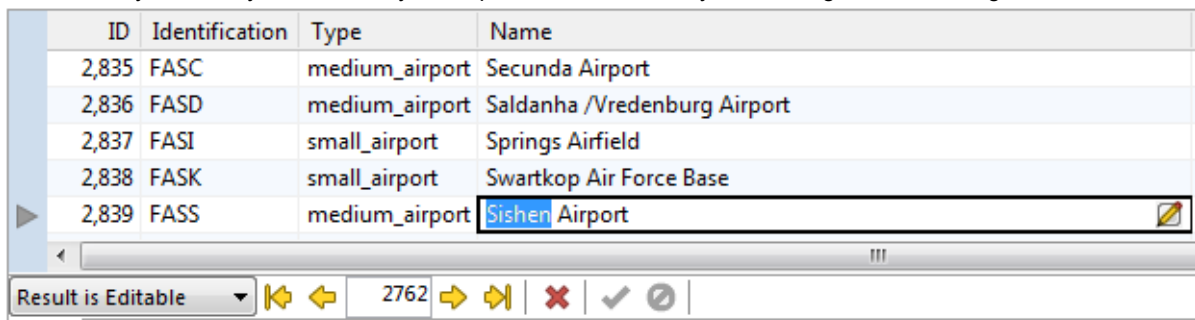 ID Identification Type Name
2,835 FASC medium_airport Secunda Airport
2,836 FASD medium_airport Saldanha /Vredenburg Airport
2,837 FASI small_airport Springs Airfield
2,838 FASK small_airport Swartkop Air Force Base
2,839 FASS medium_airport Sishen Airport
Result is Editable 2762